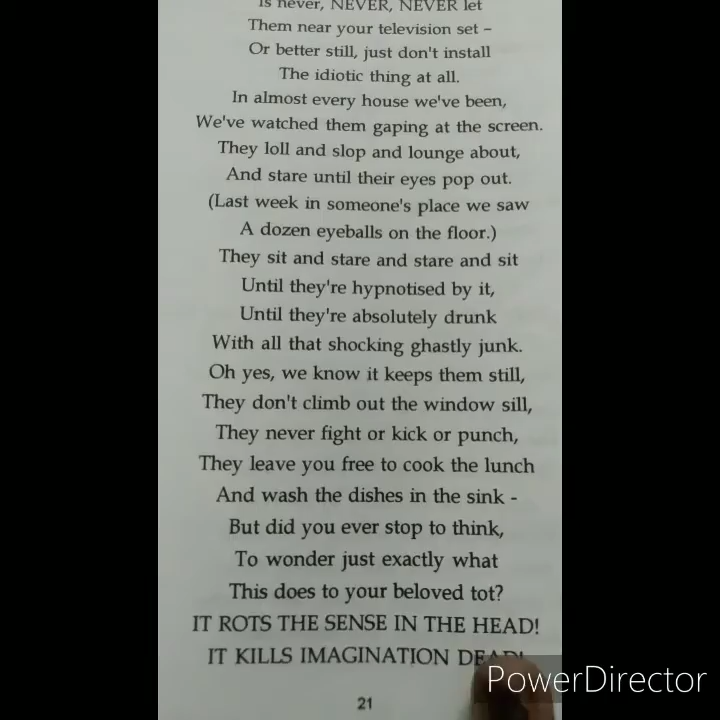 Is never, NEVER, NEVER let
Them near your television set –
Or better still, just don't install
The idiotic thing at all.
In almost every house we've been,
We've watched them gaping at the screen.
They loll and slop and lounge about,
And stare until their eyes pop out.
(Last week in someone's place we saw
A dozen eyeballs on the floor.)
They sit and stare and stare and sit
Until they're hypnotised by it,
Until they're absolutely drunk
With all that shocking ghastly junk.
Oh yes, we know it keeps them still,
They don't climb out the window sill,
They never fight or kick or punch,
They leave you free to cook the lunch
And wash the dishes in the sink -
But did you ever stop to think,
To wonder just exactly what
This does to your beloved tot?
IT ROTS THE SENSE IN THE HEAD!
IT KILLS IMAGINATION DEAD!
PowerDirector
21